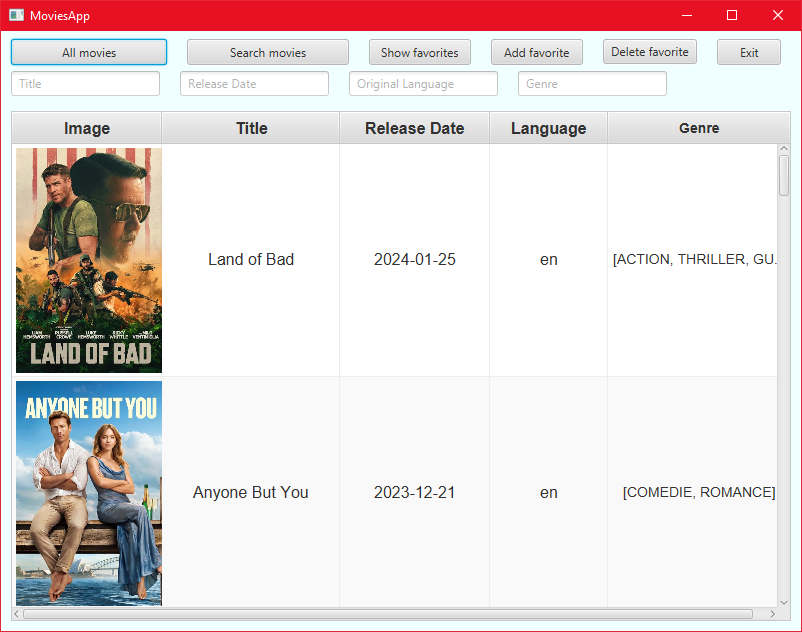 MoviesApp
All movies Search movies Show favorites Add favorite Delete favorite Exit
Title Release Date Original Language Genre
Image Title Release Date Language Genre
LIAM HEMSWORTH RUSSELL CROWE LUKE HEMSWORTH RICKY WHITTLE MILO VENTIMIGLIA
LAND OF BAD
Land of Bad 2024-01-25 en [ACTION, THRILLER, GU.
ANYONE BUT YOU
Anyone But You 2023-12-21 en [COMEDIE, ROMANCE]